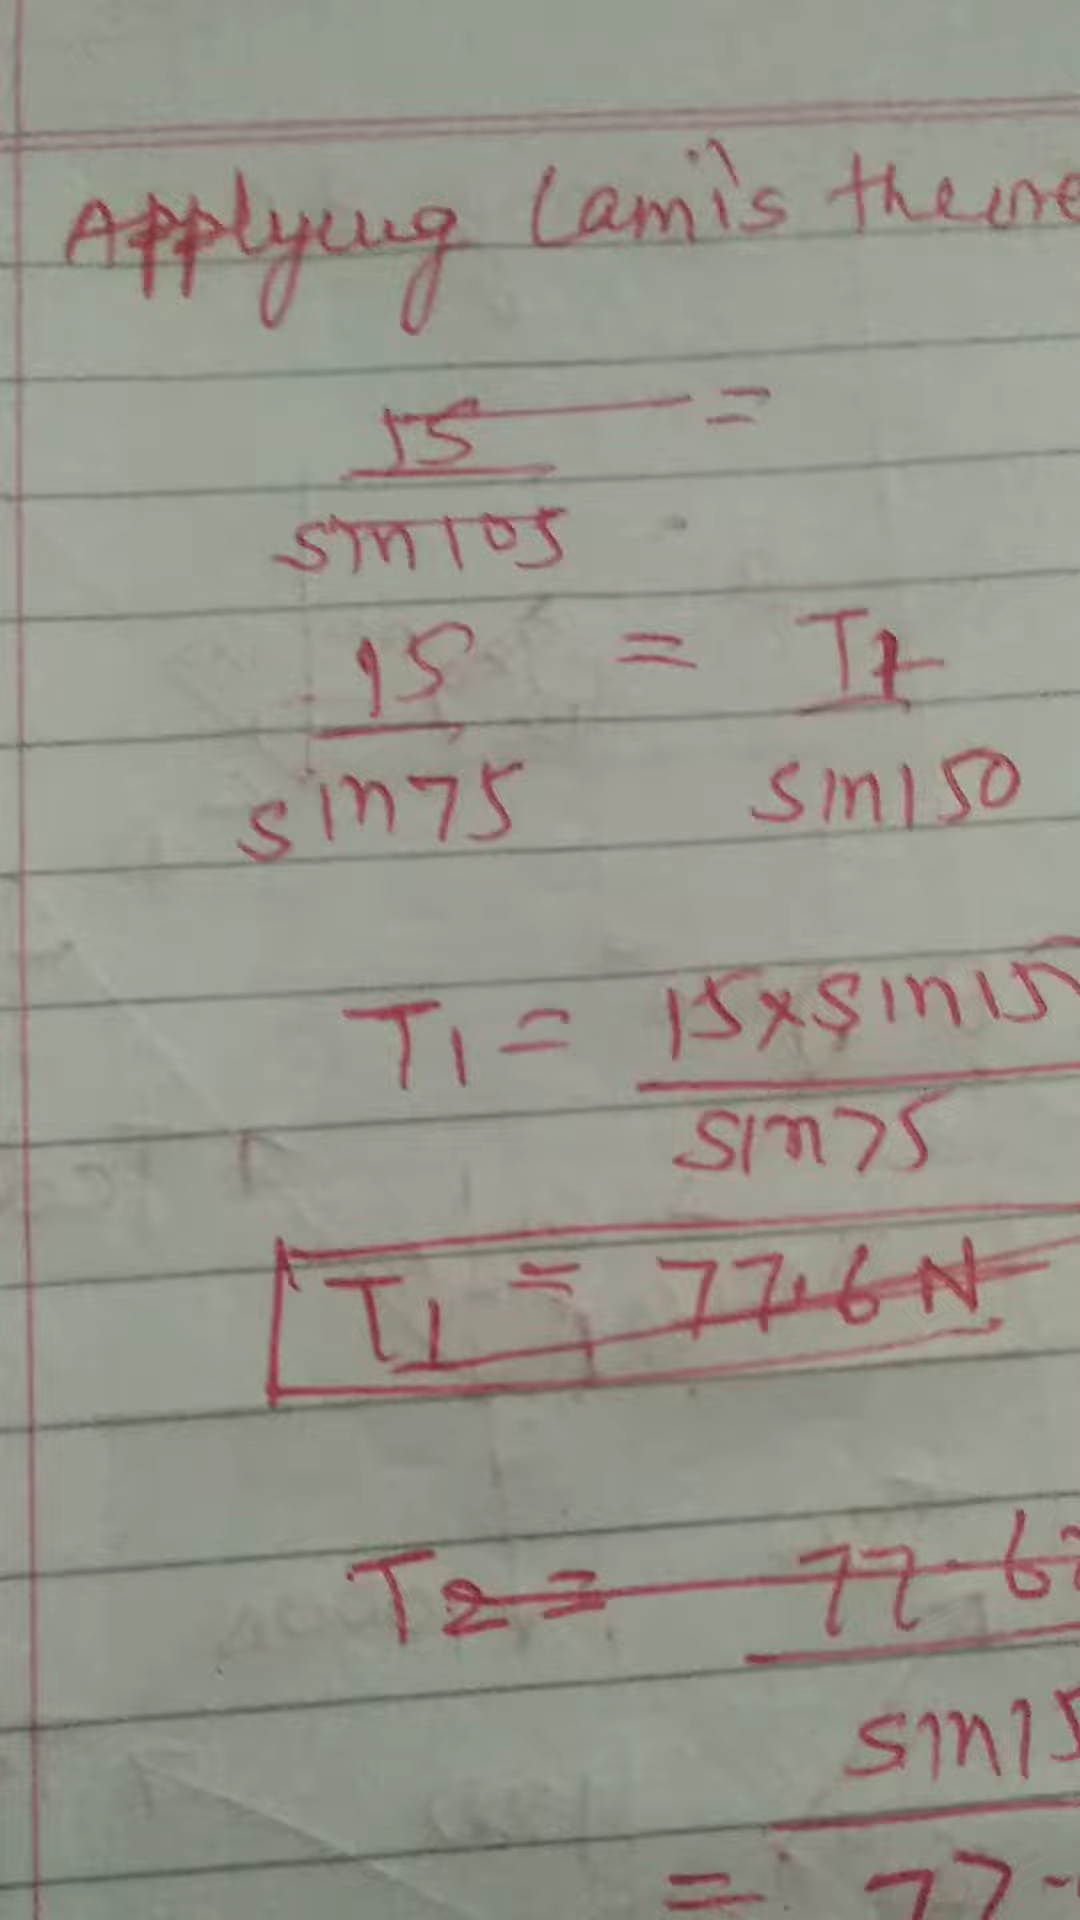 Applying Lami's theore
15 =
sin105
15 = T1
sin75 sin150
T1 = 15×sin15
sin75
T1 = 77.6 N
T2 = 77.6
sin15
= 77.